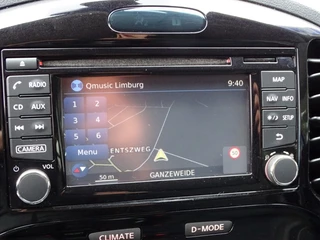 RADIO
CD AUX
CAMERA
VOL
Qmusic Limburg 9:40
1 2
3 4
5 6
Menu
ENTSZWEG
50 m
GANZEWEIDE
MAP
NAV INFO
SETUP
CLIMATE
D-MODE